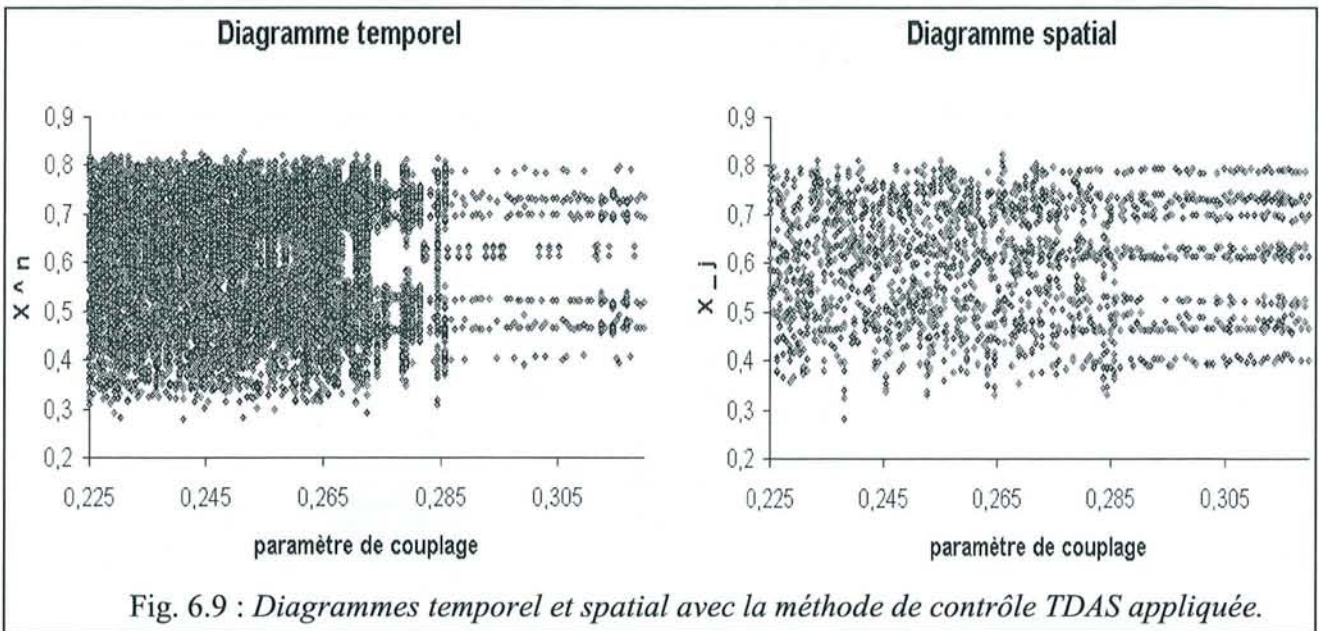 Diagramme temporel
0,9
0,8
0,7
0,6
0,5
0,4
0,3
0,2
X^n
0,225 0,245 0,265 0,285 0,305
paramètre de couplage
Diagramme spatial
0,9
0,8
0,7
0,6
0,5
0,4
0,3
0,2
x_j
0,225 0,245 0,265 0,285 0,305
paramètre de couplage
Fig. 6.9 : Diagrammes temporel et spatial avec la méthode de contrôle TDAS appliquée.